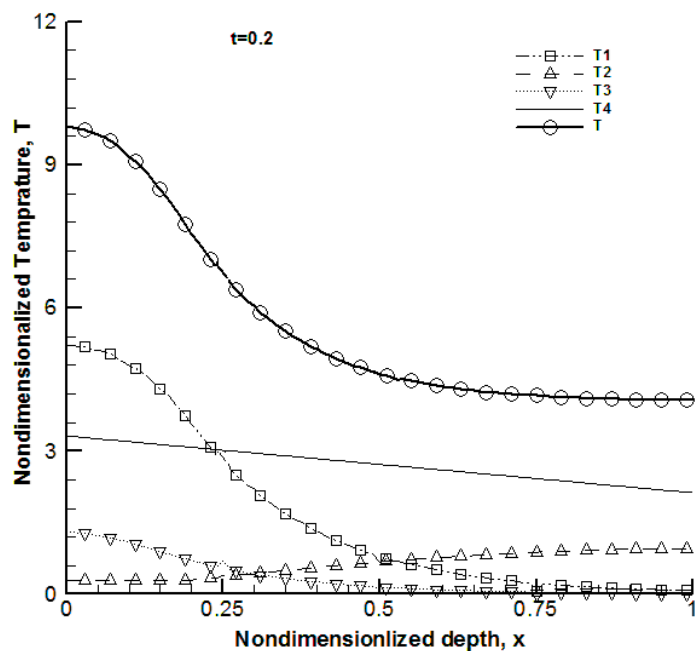 12
t=0.2
T1
T2
T3
T4
T
9
6
3
0
Nondimensionalized Temprature, T
0
0.25
0.5
0.75
1
Nondimensionlized depth, x